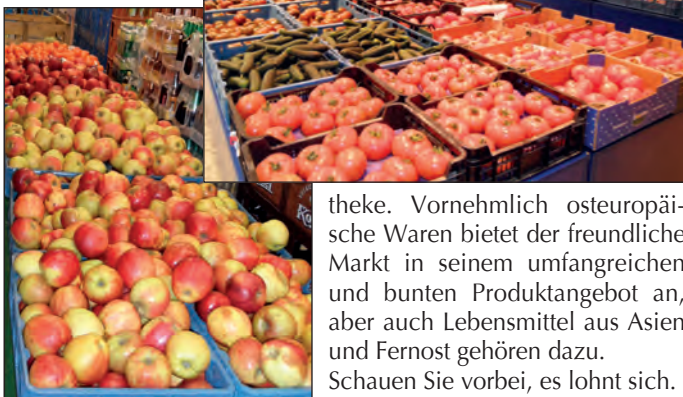 theke. Vornehmlich osteuropäi-
sche Waren bietet der freundliche
Markt in seinem umfangreichen
und bunten Produktangebot an,
aber auch Lebensmittel aus Asien
und Fernost gehören dazu.
Schauen Sie vorbei, es lohnt sich.